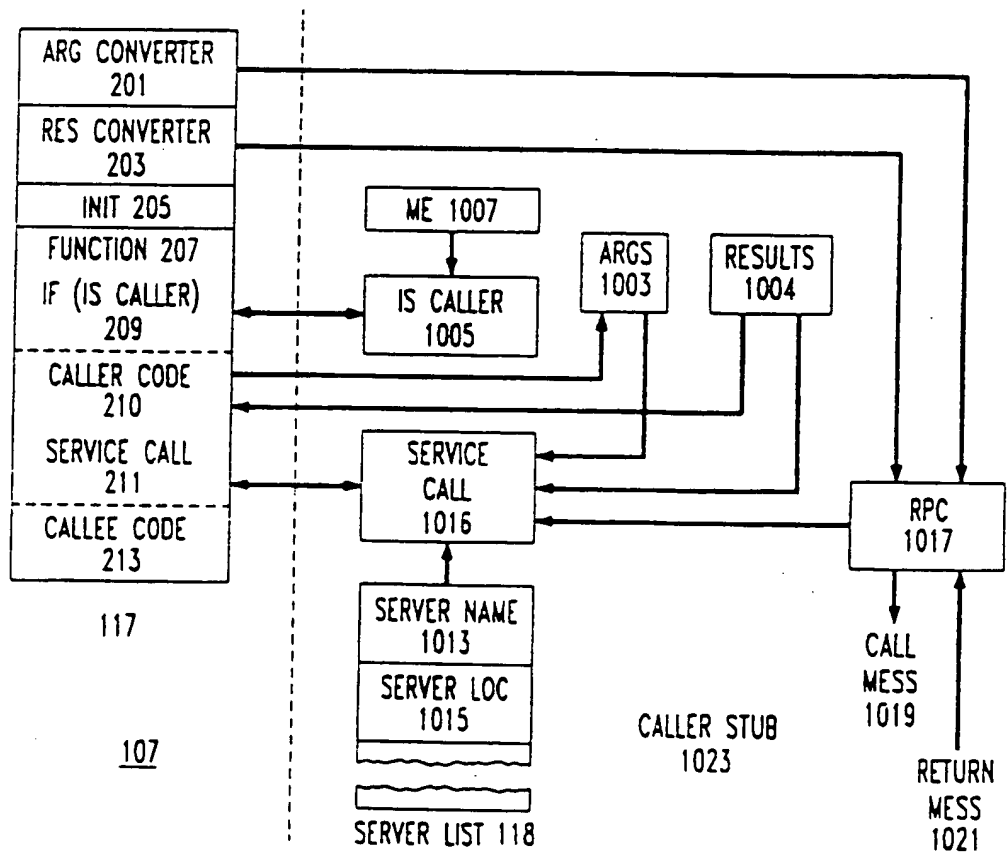 ARG CONVERTER
201
RES CONVERTER
203
INIT 205
FUNCTION 207
IF (IS CALLER)
209
CALLER CODE
210
SERVICE CALL
211
CALLEE CODE
213
117
107
ME 1007
IS CALLER
1005
ARGS
1003
RESULTS
1004
SERVICE
CALL
1016
SERVER NAME
1013
SERVER LOC
1015
SERVER LIST 118
RPC
1017
CALL
MESS
1019
CALLER STUB
1023
RETURN
MESS
1021